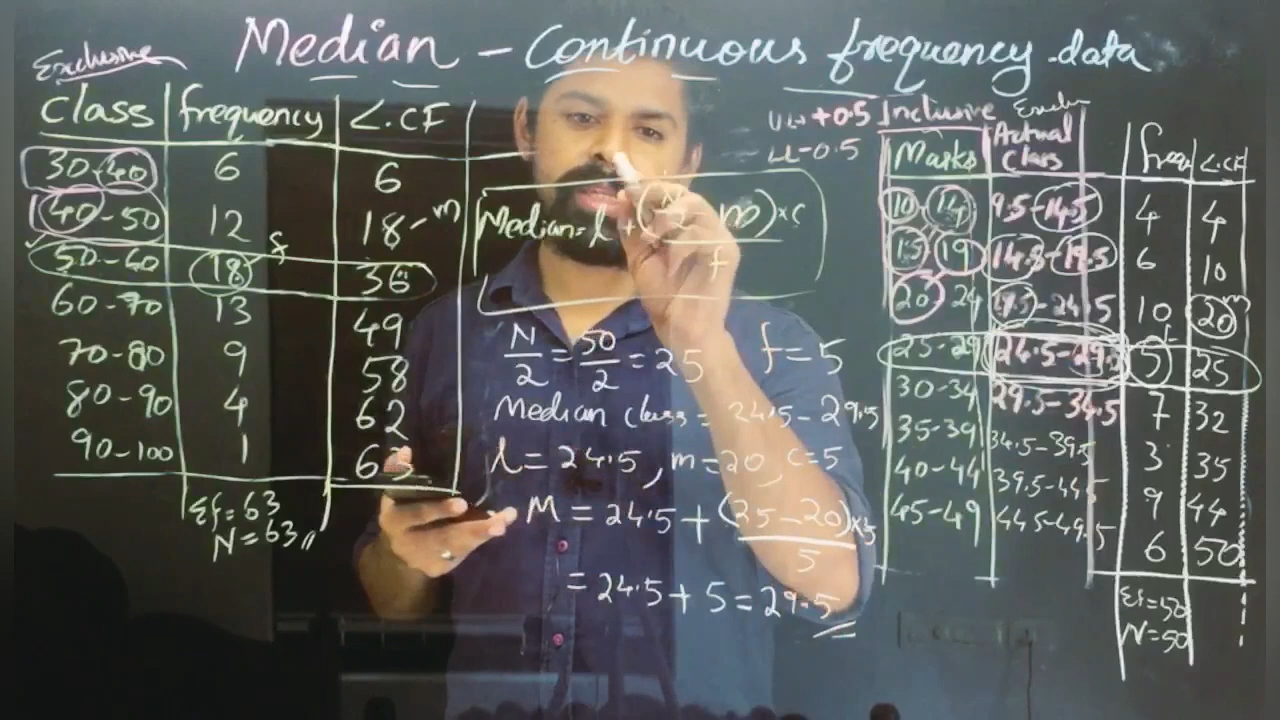 Median - Continuous frequency data
Exclusive
Class frequency <.CF
30-40 6 6
40-50 12 18 - m
50-60 18 f 36
60-70 13 49
70-80 9 58
80-90 4 62
90-100 1 63
Σf=63
N=63
Median = l + (N/2 - m) × c
f
N/2 = 50/2 = 25 f=5
Median class = 24.5-29.5
l=24.5, m=20, c=5
M = 24.5 + (25-20) ×5
5
= 24.5 + 5 = 29.5
UL+0.5
LL-0.5
Inclusive
Marks Actual Class freq <.CF
10-14 9.5-14.5 4 4
15-19 14.5-19.5 6 10
20-24 19.5-24.5 10 20 m
25-29 24.5-29.5 5 f 25
30-34 29.5-34.5 7 32
35-39 34.5-39.5 3 35
40-44 39.5-44.5 9 44
45-49 44.5-49.5 6 50
Σf=50
N=50